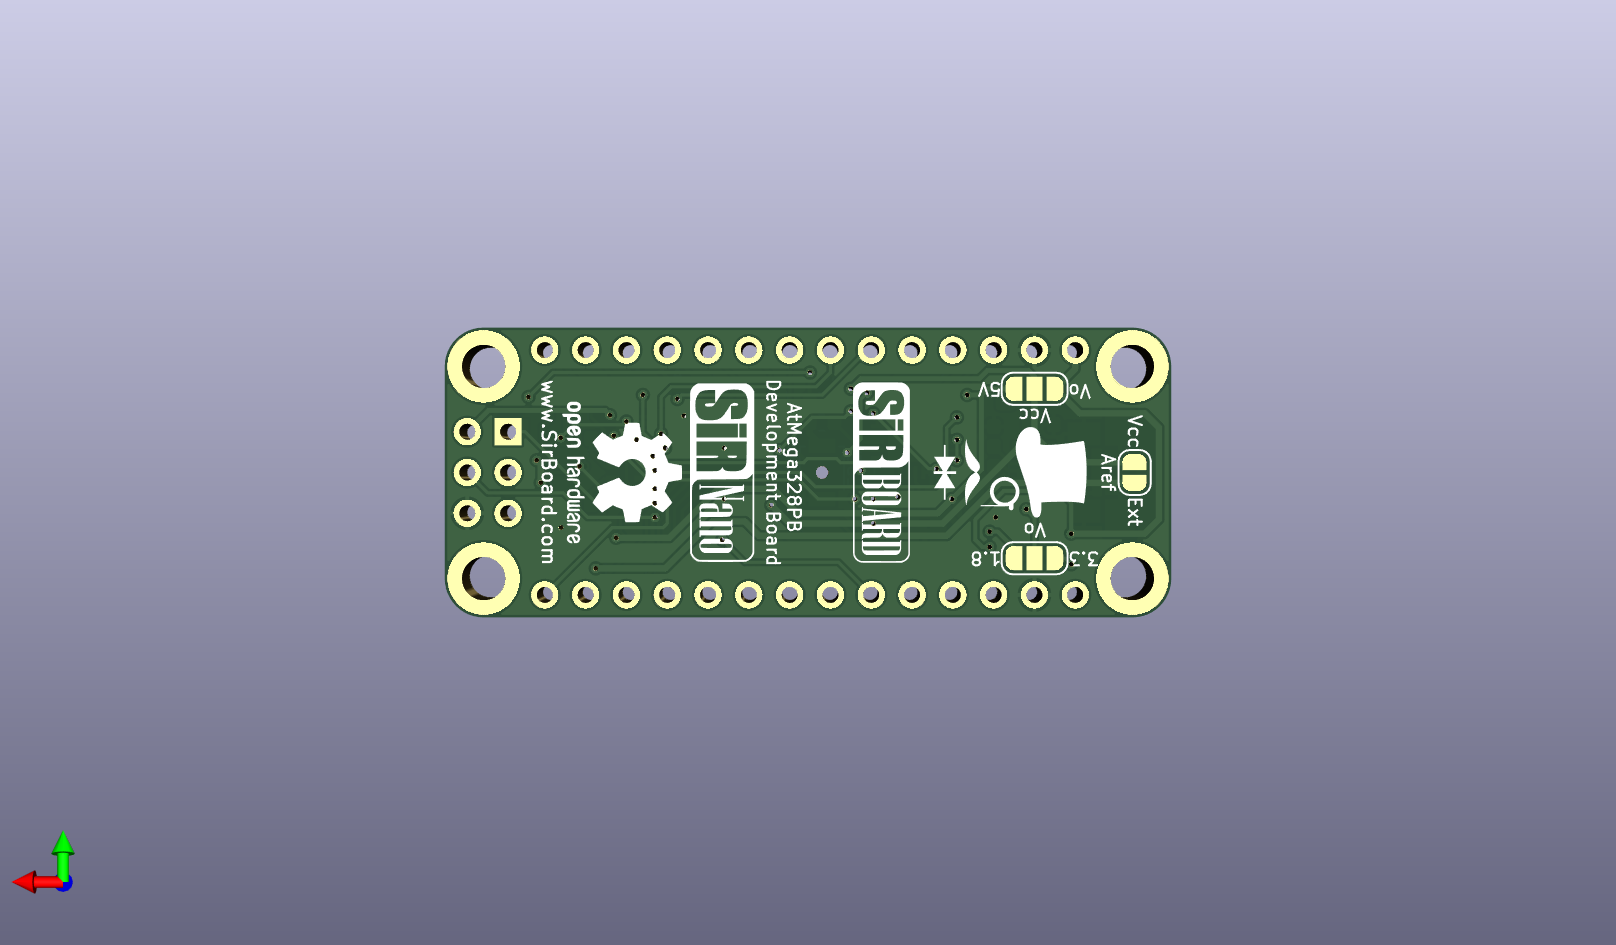 www.SirBoard.com
open hardware
SiR
Nano
AtMega328PB
Development Board
SiR
BOARD
5V
Vo
Vcc
Vcc
Aref
Ext
Vo
1.8
3.3